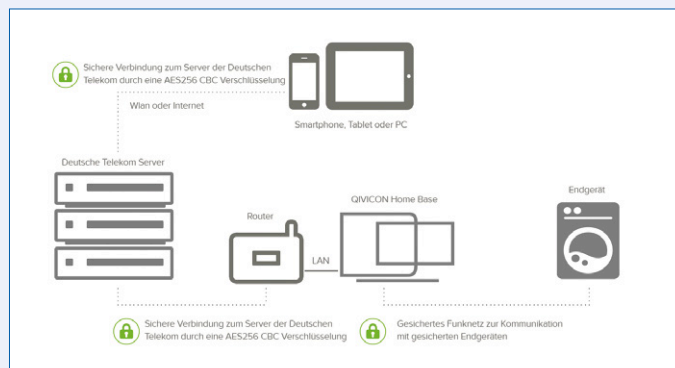 Sichere Verbindung zum Server der Deutschen
Telekom durch eine AES256 CBC Verschlüsselung
Wlan oder Internet
Smartphone, Tablet oder PC
Deutsche Telekom Server
Router
QIVICON Home Base
Endgerät
LAN
Sichere Verbindung zum Server der Deutschen
Telekom durch eine AES256 CBC Verschlüsselung
Gesichertes Funknetz zur Kommunikation
mit gesicherten Endgeräten